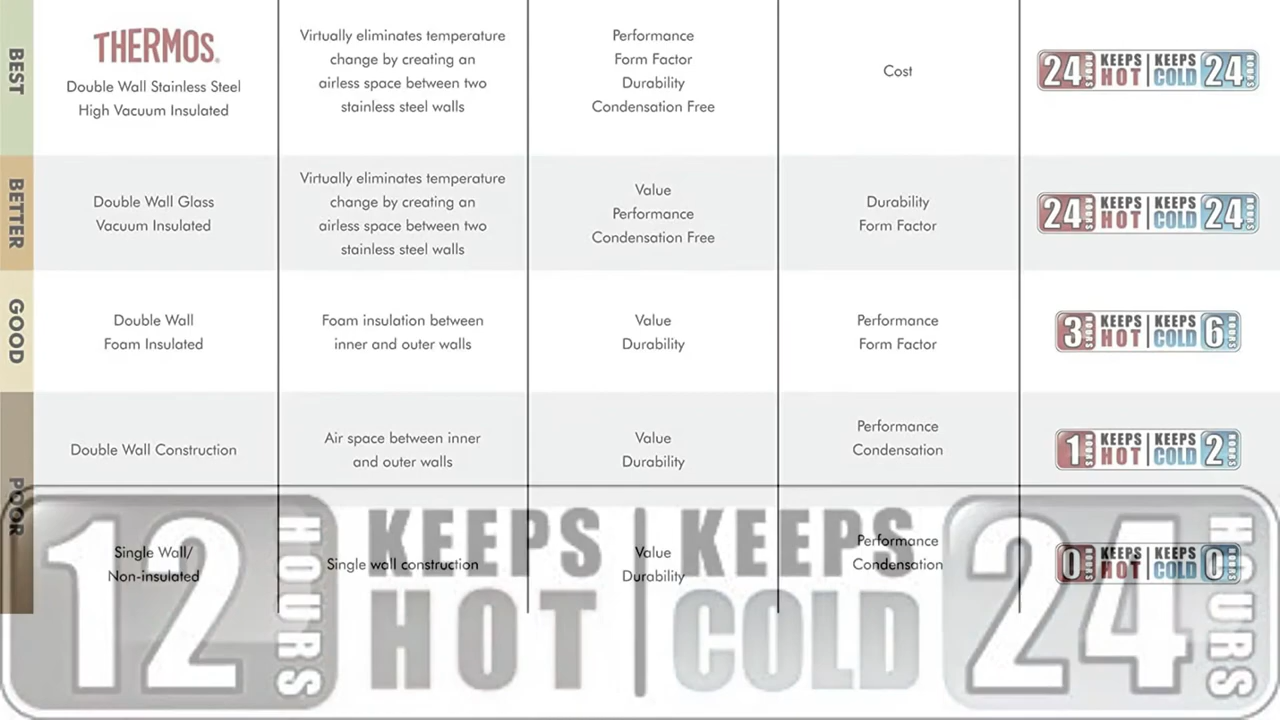 BEST
THERMOS.
Double Wall Stainless Steel
High Vacuum Insulated
Virtually eliminates temperature
change by creating an
airless space between two
stainless steel walls
Performance
Form Factor
Durability
Condensation Free
Cost
24 HOURS KEEPS HOT | KEEPS COLD 24 HOURS
BETTER
Double Wall Glass
Vacuum Insulated
Virtually eliminates temperature
change by creating an
airless space between two
stainless steel walls
Value
Performance
Condensation Free
Durability
Form Factor
24 HOURS KEEPS HOT | KEEPS COLD 24 HOURS
GOOD
Double Wall
Foam Insulated
Foam insulation between
inner and outer walls
Value
Durability
Performance
Form Factor
3 HOURS KEEPS HOT | KEEPS COLD 6 HOURS
POOR
Double Wall Construction
Air space between inner
and outer walls
Value
Durability
Performance
Condensation
1 HOURS KEEPS HOT | KEEPS COLD 2 HOURS
Single Wall/
Non-insulated
Single wall construction
Value
Durability
Performance
Condensation
0 HOURS KEEPS HOT | KEEPS COLD 0 HOURS
12 HOURS KEEPS HOT | KEEPS COLD 24 HOURS